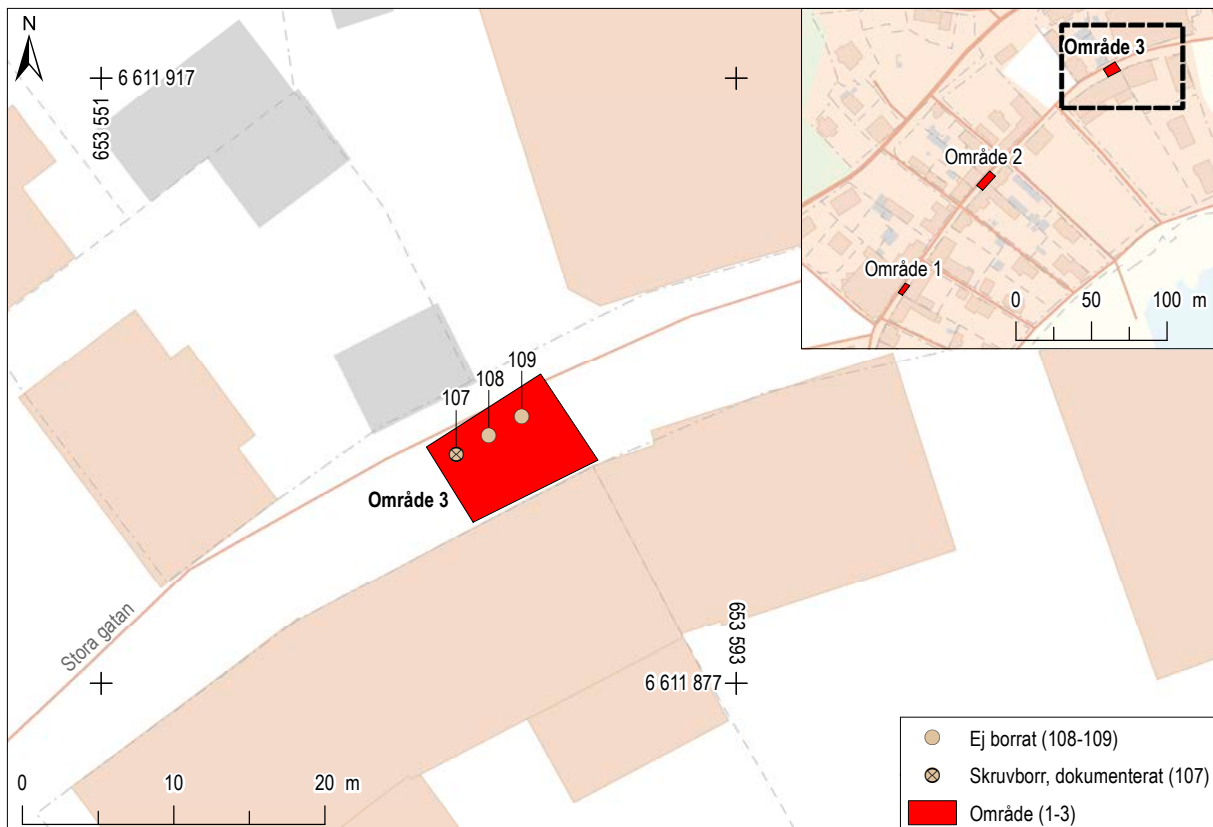 N
6 611 917
653 551
Område 3
Område 2
Område 1
0 50 100 m
109
108
107
Område 3
Stora gatan
653 593
6 611 877
0 10 20 m
Ej borrat (108-109)
Skruvborr, dokumenterat (107)
Område (1-3)